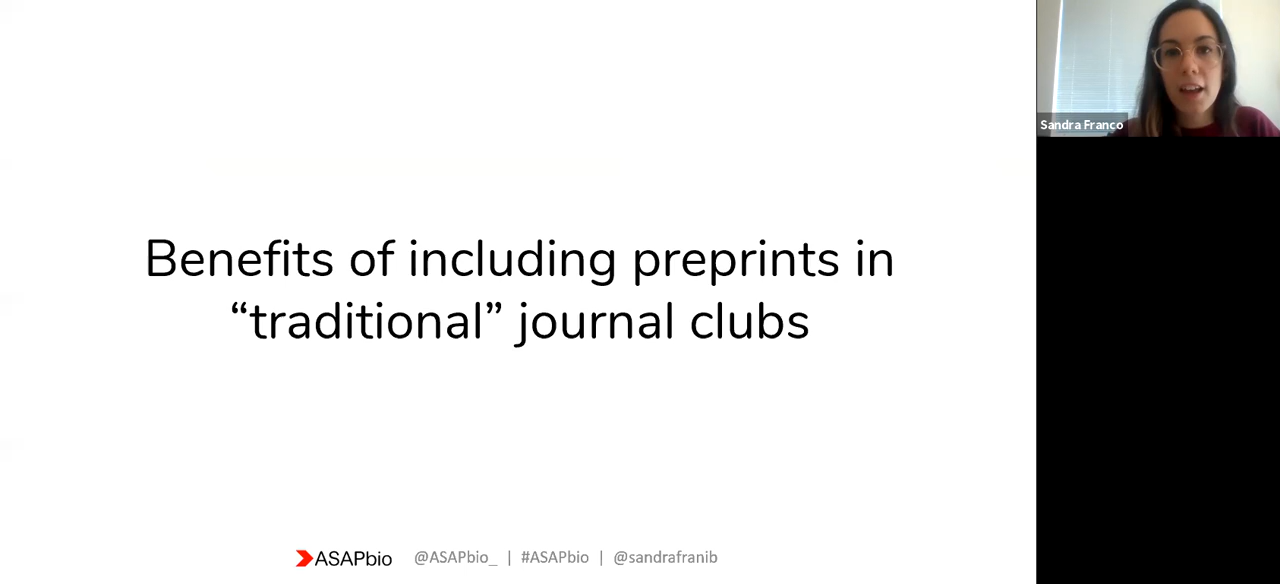 Sandra Franco
Benefits of including preprints in
“traditional” journal clubs
ASAPbio @ASAPbio_ | #ASAPbio | @sandrafranib